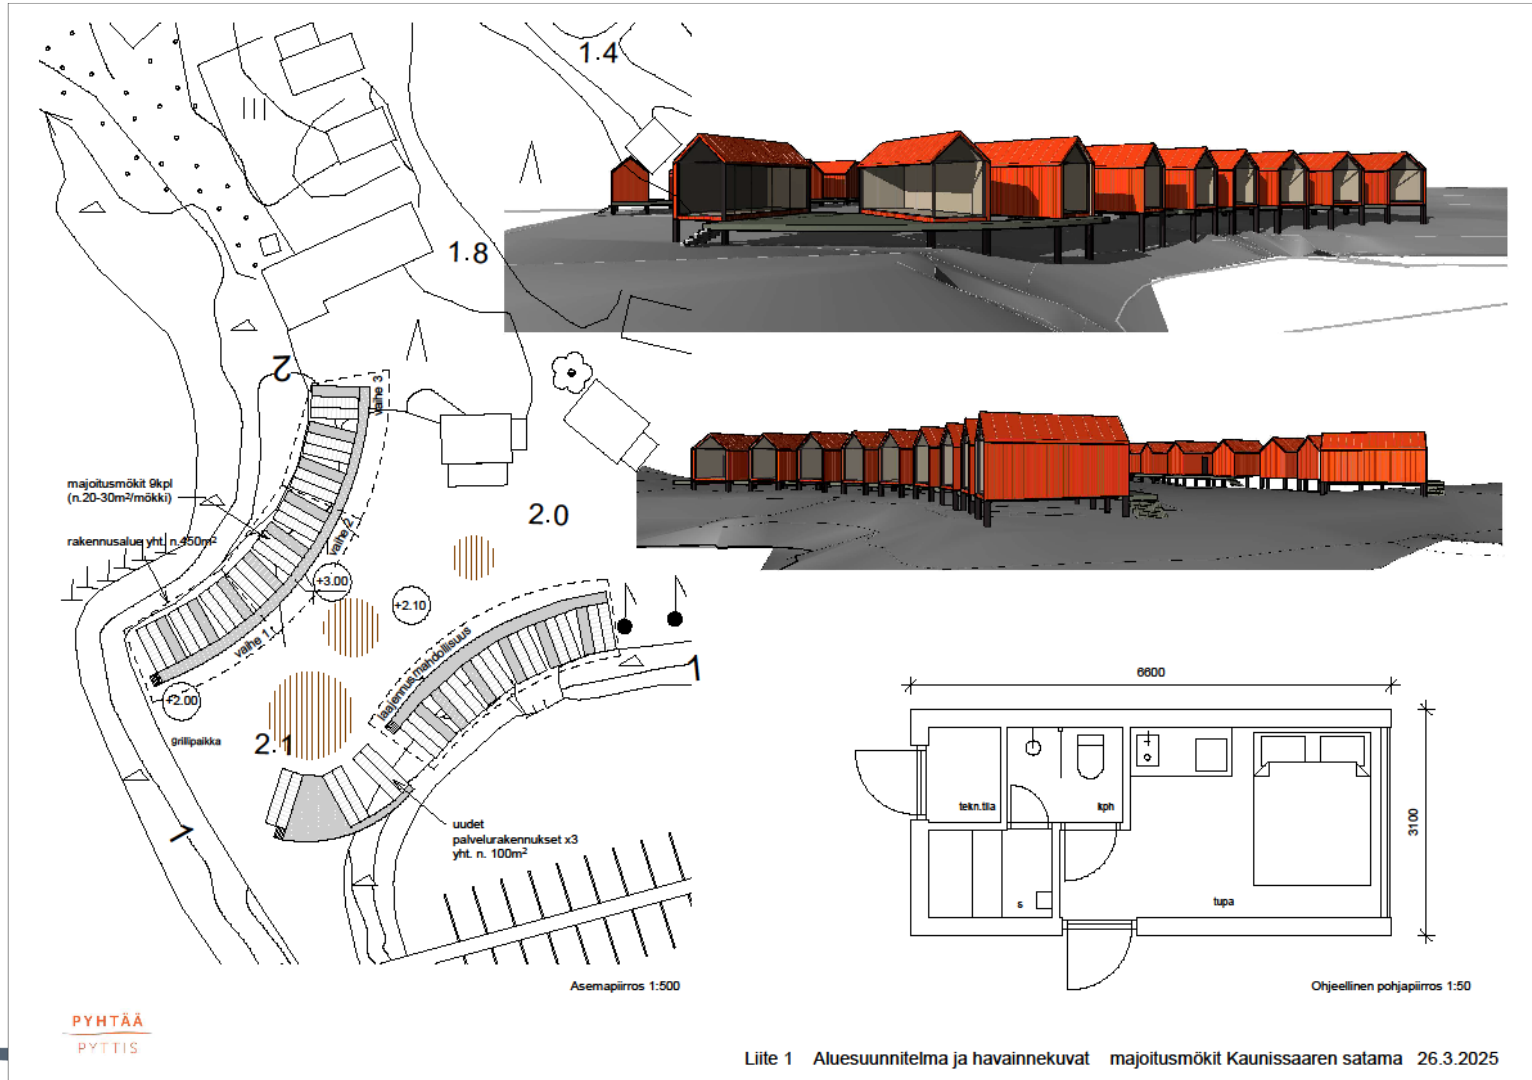 1.4
1.8
2
vaihe 3
majoitusmökit 9kpl
(n.20-30m²/mökki)
2.0
vaihe 2
rakennusalue yht. n.450m²
+3.00
+2.10
vaihe 1
laajennusmahdollisuus
1
+2.00
grillipaikka
2.1
1
uudet
palvelurakennukset x3
yht. n. 100m²
6600
3100
tekn.tila
kph
s
tupa
Asemapiirros 1:500
Ohjeellinen pohjapiirros 1:50
PYHTÄÄ
PYTTIS
Liite 1 Aluesuunnitelma ja havainnekuvat majoitusmökit Kaunissaaren satama 26.3.2025